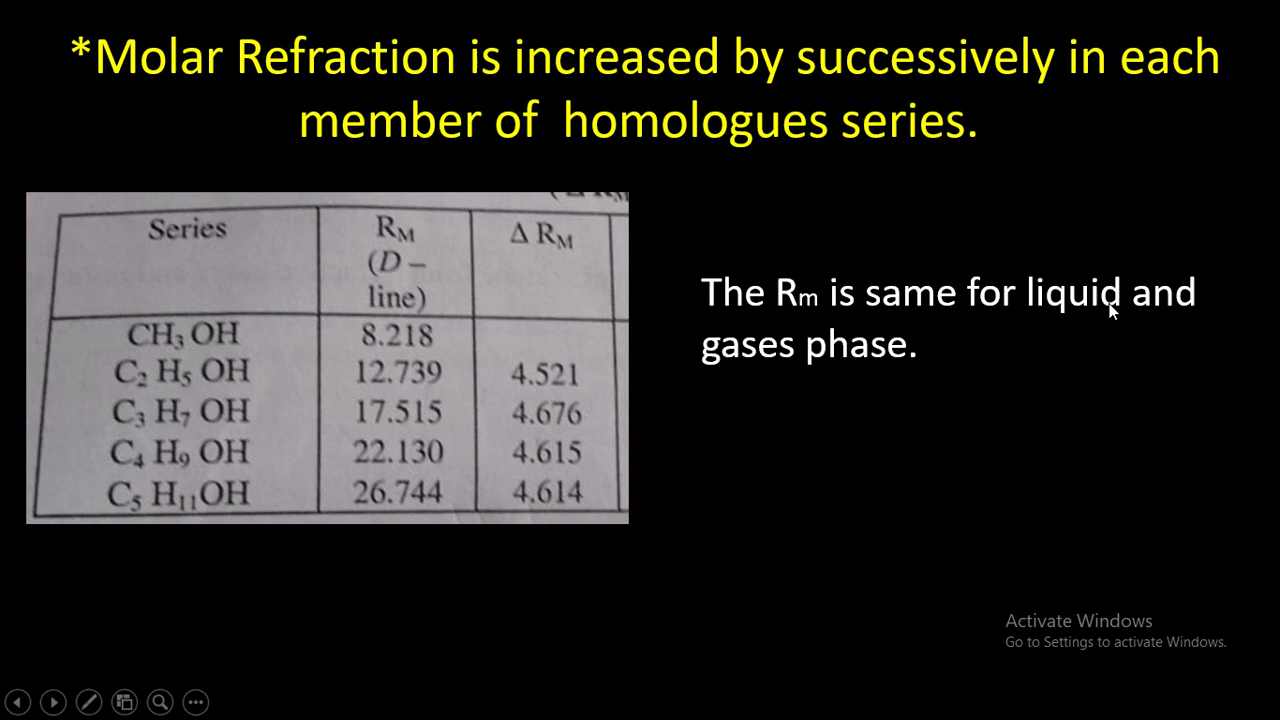 *Molar Refraction is increased by successively in each
member of homologues series.
Series R_M Δ R_M
(D –
line)
CH₃ OH 8.218
C₂ H₅ OH 12.739 4.521
C₃ H₇ OH 17.515 4.676
C₄ H₉ OH 22.130 4.615
C₅ H₁₁OH 26.744 4.614
The Rm is same for liquid and
gases phase.
Activate Windows
Go to Settings to activate Windows.